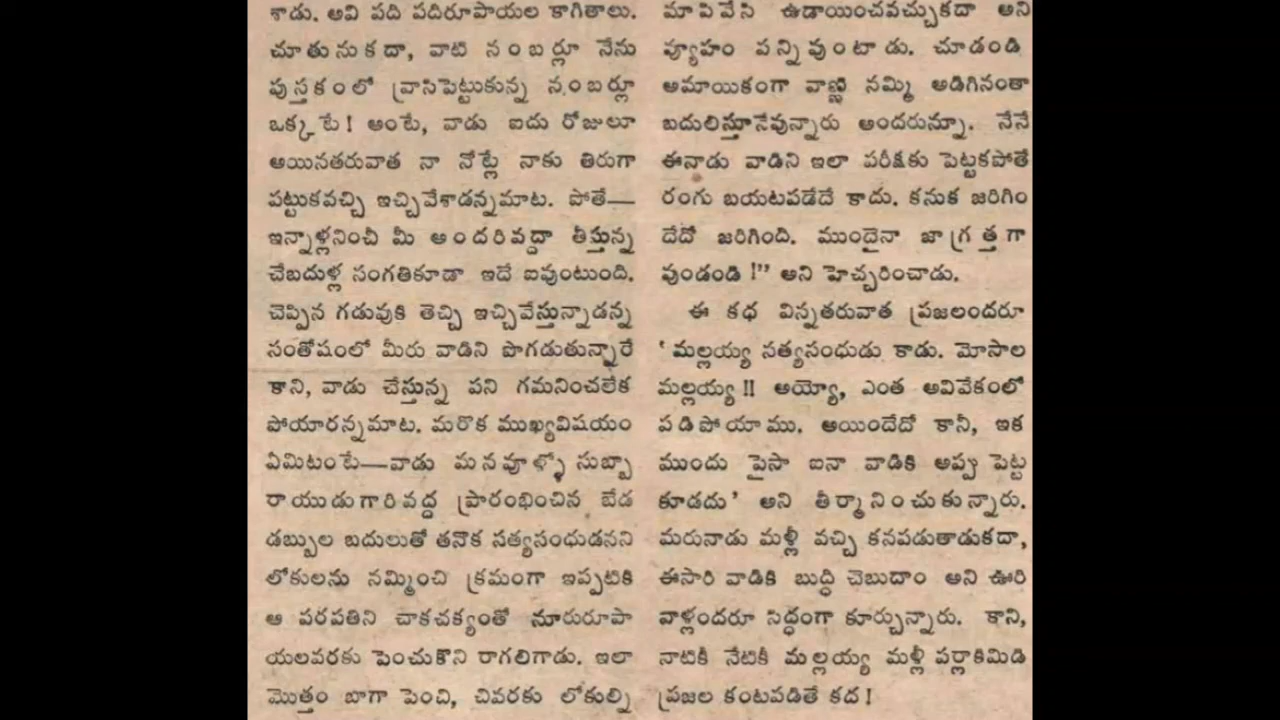 శాడు. అవి పది పదిరూపాయల కాగితాలు.
చూతునుకదా, వాటి నంబర్లూ నేను
పుస్తకంలో వ్రాసిపెట్టుకున్న నంబర్లూ
ఒక్కటే! అంటే, వాడు ఐదు రోజులూ
అయినతరువాత నా నోట్లే నాకు తిరుగా
పట్టుకవచ్చి ఇచ్చివేశాడన్నమాట. పోతే—
ఇన్నాళ్లనించీ మీ అందరివద్దా తీస్తున్న
చేబదుళ్ల సంగతికూడా ఇదే ఐవుంటుంది.
చెప్పిన గడువుకి తెచ్చి ఇచ్చివేస్తున్నాడన్న
సంతోషంలో మీరు వాడిని పొగడుతున్నారే
కాని, వాడు చేస్తున్న పని గమనించలేక
పోయారన్నమాట. మరొక ముఖ్యవిషయం
ఏమిటంటే—వాడు మనవూళ్ళో సుబ్బా
రాయుడుగారివద్ద ప్రారంభించిన బేడ
డబ్బుల బదులుతో తనొక సత్యసంధుడనని
లోకులను నమ్మించి క్రమంగా ఇప్పటికి
ఆ పరపతిని చాకచక్యంతో నూరురూపా
యలవరకు పెంచుకొని రాగలిగాడు. ఇలా
మొత్తం బాగా పెంచి, చివరకు లోకుల్ని
మాపివేసి ఉడాయించవచ్చుకదా అని
వ్యూహం పన్నివుంటాడు. చూడండి
అమాయికంగా వాణ్ణి నమ్మి అడిగినంతా
బదులిస్తూనేవున్నారు అందరున్నూ. నేనే
ఈనాడు వాడిని ఇలా పరీక్షకు పెట్టకపోతే
రంగు బయటపడేదే కాదు. కనుక జరిగిం
దేదో జరిగింది. ముందైనా జాగ్రత్తగా
వుండండి!” అని హెచ్చరించాడు.
ఈ కధ విన్నతరువాత ప్రజలందరూ
‘మల్లయ్య సత్యసంధుడు కాడు. మోసాల
మల్లయ్య!! అయ్యో, ఎంత అవివేకంలో
పడిపోయాము. అయిందేదో కానీ, ఇక
ముందు పైసా ఐనా వాడికి అప్పు పెట్ట
కూడదు’ అని తీర్మానించుకున్నారు.
మరునాడు మళ్లీ వచ్చి కనపడుతాడుకదా,
ఈసారి వాడికి బుద్ధి చెబుదాం అని ఊరి
వాళ్లందరూ సిద్ధంగా కూర్చున్నారు. కాని,
నాటికీ నేటికీ మల్లయ్య మళ్లీ పర్లాకిమిడి
ప్రజల కంటపడితే కద!